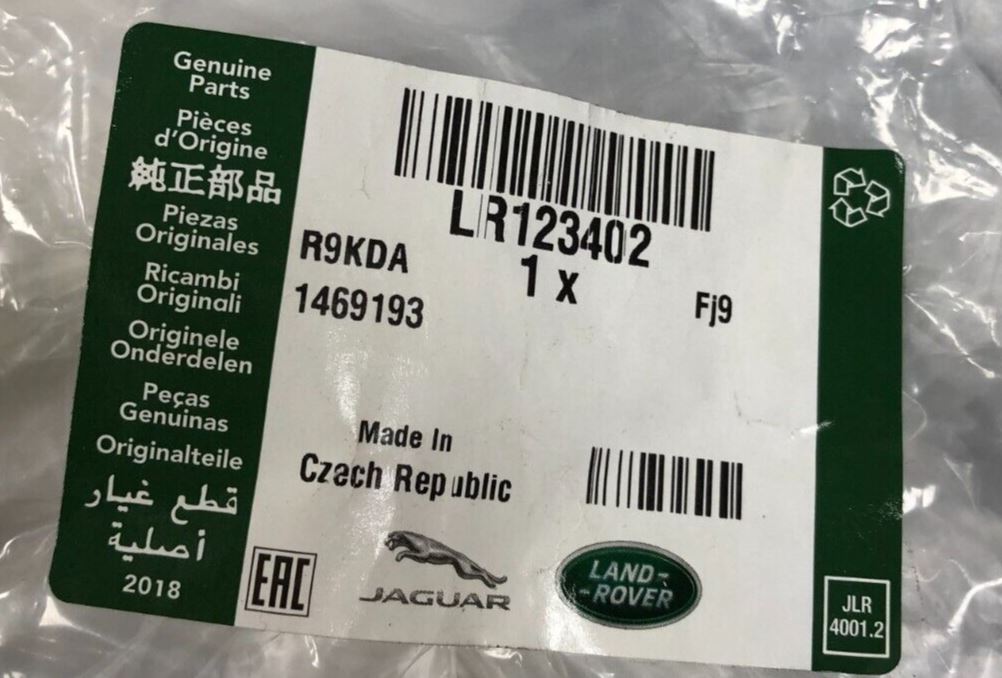 Genuine
Parts
Pièces
d'Origine
純正部品
Piezas
Originales
Ricambi
Originali
Originele
Onderdelen
Peças
Genuinas
Originalteile
قطع غيار
أصلية
2018
LR123402
R9KDA
1 x
1469193
Fj9
Made In
Czech Republic
EAC
JAGUAR
LAND-
-ROVER
JLR
4001.2